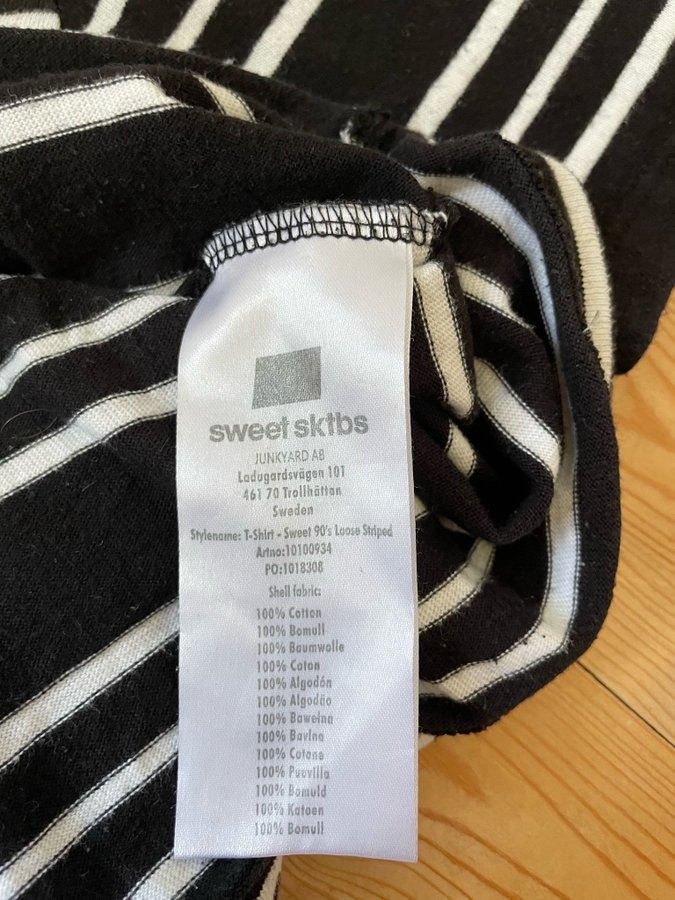 sweet sktbs
JUNKYARD AB
Ladugardsvägen 101
461 70 Trollhättan
Sweden
Stylename: T-Shirt - Sweet 90's Loose Striped
Artno:10100934
PO:1018308
Shell fabric:
100% Cotton
100% Bomull
100% Baumwolle
100% Coton
100% Algodón
100% Algodão
100% Bawełna
100% Bavlna
100% Cotone
100% Puuvilla
100% Bomuld
100% Katoen
100% Bomull